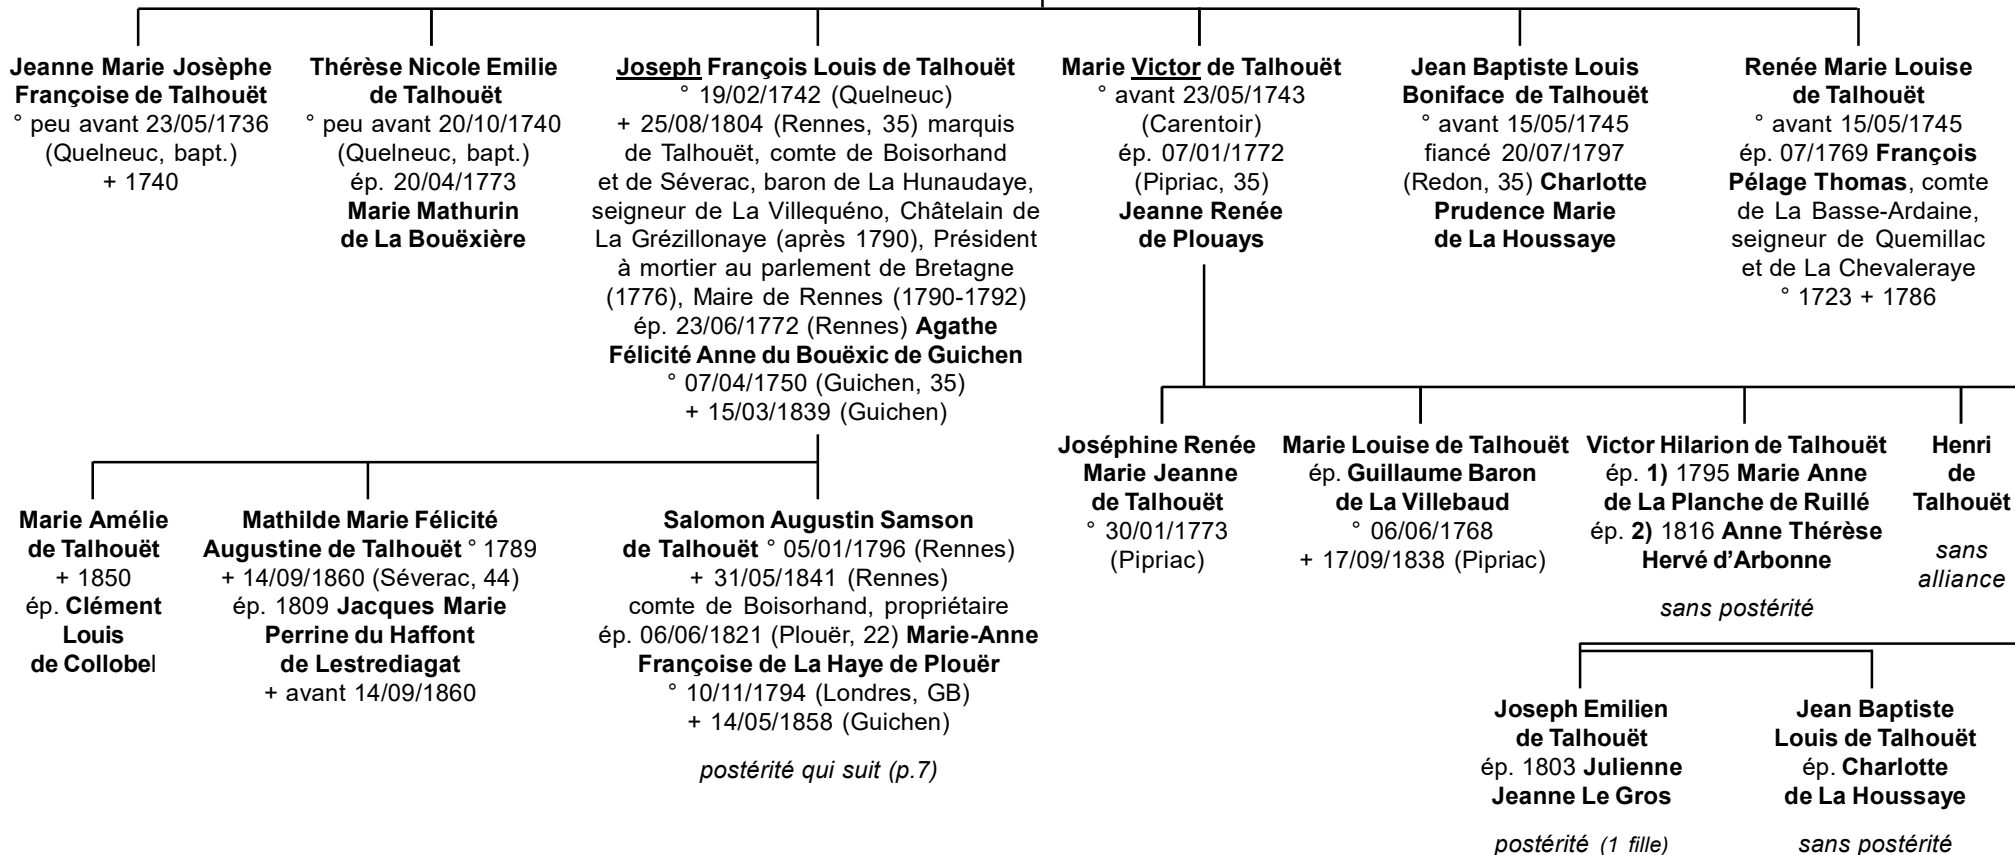 Jeanne Marie Josèphe
Françoise de Talhouët
° peu avant 23/05/1736
(Quelneuc, bapt.)
+ 1740
Thérèse Nicole Emilie
de Talhouët
° peu avant 20/10/1740
(Quelneuc, bapt.)
ép. 20/04/1773
Marie Mathurin
de La Bouëxière
Joseph François Louis de Talhouët
° 19/02/1742 (Quelneuc)
+ 25/08/1804 (Rennes, 35) marquis
de Talhouët, comte de Boisorhand
et de Séverac, baron de La Hunaudaye,
seigneur de La Villequéno, Châtelain de
La Grézillonaye (après 1790), Président
à mortier au parlement de Bretagne
(1776), Maire de Rennes (1790-1792)
ép. 23/06/1772 (Rennes) Agathe
Félicité Anne du Bouëxic de Guichen
° 07/04/1750 (Guichen, 35)
+ 15/03/1839 (Guichen)
Marie Victor de Talhouët
° avant 23/05/1743
(Carentoir)
ép. 07/01/1772
(Pipriac, 35)
Jeanne Renée
de Plouays
Jean Baptiste Louis
Boniface de Talhouët
° avant 15/05/1745
fiancé 20/07/1797
(Redon, 35) Charlotte
Prudence Marie
de La Houssaye
Renée Marie Louise
de Talhouët
° avant 15/05/1745
ép. 07/1769 François
Pélage Thomas, comte
de La Basse-Ardaine,
seigneur de Quemillac
et de La Chevaleraye
° 1723 + 1786
Marie Amélie
de Talhouët
+ 1850
ép. Clément
Louis
de Collobel
Mathilde Marie Félicité
Augustine de Talhouët ° 1789
+ 14/09/1860 (Séverac, 44)
ép. 1809 Jacques Marie
Perrine du Haffont
de Lestrediagat
+ avant 14/09/1860
Salomon Augustin Samson
de Talhouët ° 05/01/1796 (Rennes)
+ 31/05/1841 (Rennes)
comte de Boisorhand, propriétaire
ép. 06/06/1821 (Plouër, 22) Marie-Anne
Françoise de La Haye de Plouër
° 10/11/1794 (Londres, GB)
+ 14/05/1858 (Guichen)
postérité qui suit (p.7)
Joséphine Renée
Marie Jeanne
de Talhouët
° 30/01/1773
(Pipriac)
Marie Louise de Talhouët
ép. Guillaume Baron
de La Villebaud
° 06/06/1768
+ 17/09/1838 (Pipriac)
Victor Hilarion de Talhouët
ép. 1) 1795 Marie Anne
de La Planche de Ruillé
ép. 2) 1816 Anne Thérèse
Hervé d'Arbonne
sans postérité
Henri
de
Talhouët
sans
alliance
Joseph Emilien
de Talhouët
ép. 1803 Julienne
Jeanne Le Gros
postérité (1 fille)
Jean Baptiste
Louis de Talhouët
ép. Charlotte
de La Houssaye
sans postérité